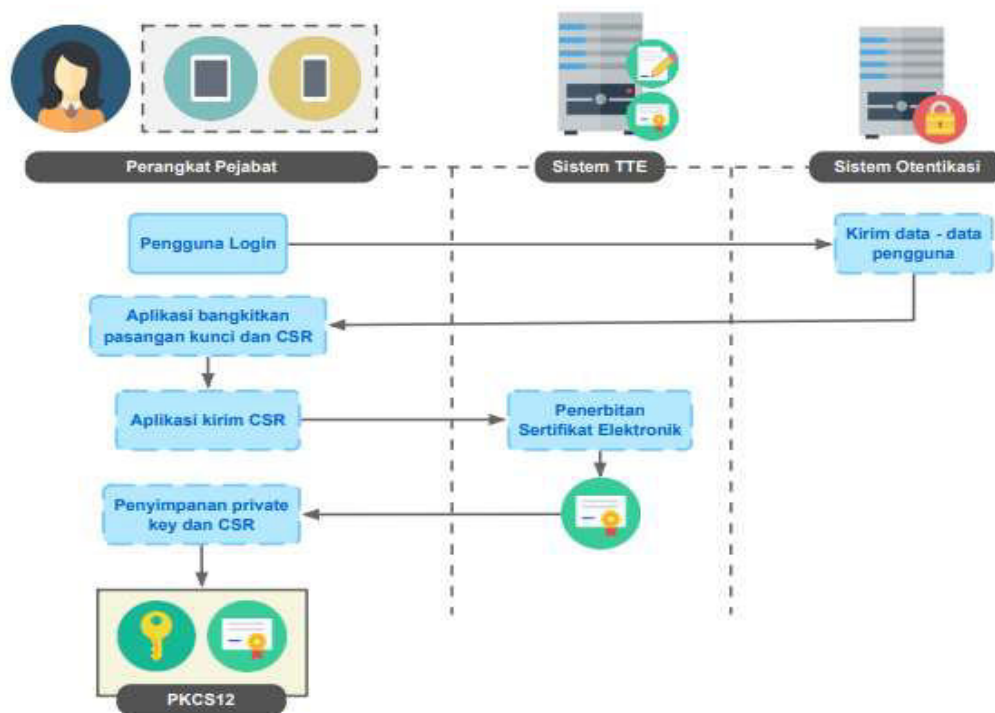 Perangkat Pejabat
Sistem TTE
Sistem Otentikasi
Pengguna Login
Kirim data - data
pengguna
Aplikasi bangkitkan
pasangan kunci dan CSR
Aplikasi kirim CSR
Penerbitan
Sertifikat Elektronik
Penyimpanan private
key dan CSR
PKCS12